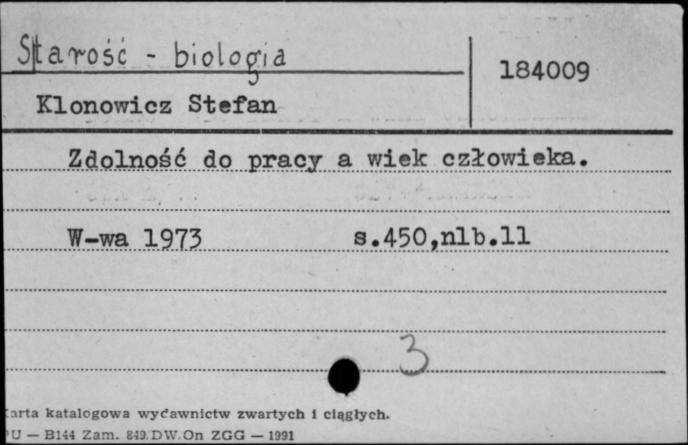 Starość - biologia
184009
Klonowicz Stefan
Zdolność do pracy a wiek człowieka.
W-wa 1973 s.450,nlb.11
3
arta katalogowa wydawnictw zwartych i ciągłych.
PU — B144 Zam. 849.DW.On ZGG — 1991